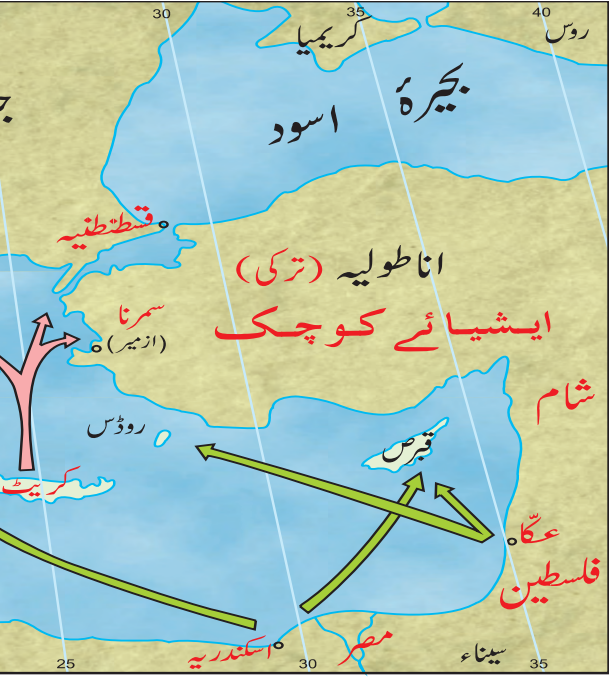 30
35
40
روس
کریمیا
بحیرۂ
اسود
قسطنطنیہ
اناطولیہ (ترکی)
ایشیائے کوچک
سمرنا
(ازمیر)
شام
روڈس
قبرص
کریٹ
عکّا
فلسطین
مصر
سیناء
اسکندریہ
25
30
35